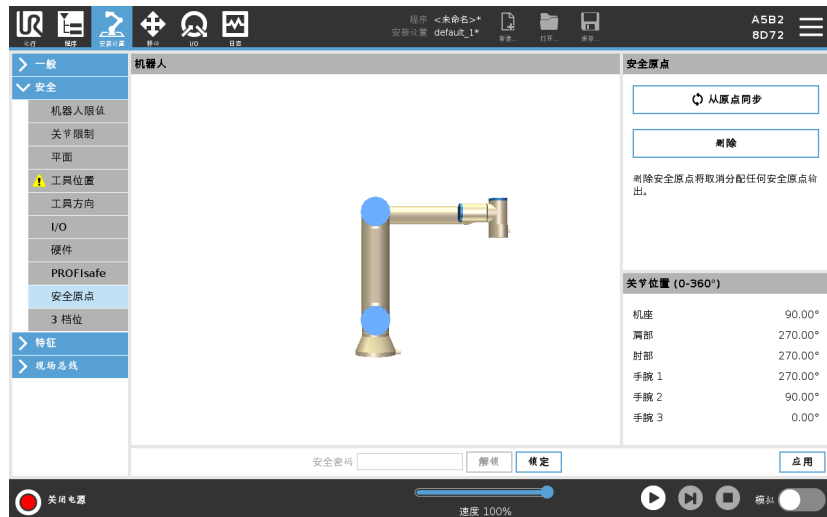 UR
运行
程序
安装设置
移动
I/O
日志
程序 <未命名>*
安装设置 default_1*
新建...
打开...
保存...
A5B2
8D72
一般
安全
机器人限值
关节限制
平面
工具位置
工具方向
I/O
硬件
PROFIsafe
安全原点
3 档位
特征
现场总线
机器人
安全原点
从原点同步
删除
删除安全原点将取消分配任何安全原点输
出。
关节位置 (0-360°)
机座 90.00°
肩部 270.00°
肘部 270.00°
手腕 1 270.00°
手腕 2 90.00°
手腕 3 0.00°
安全密码
解锁
锁定
应用
关闭电源
速度 100%
模拟